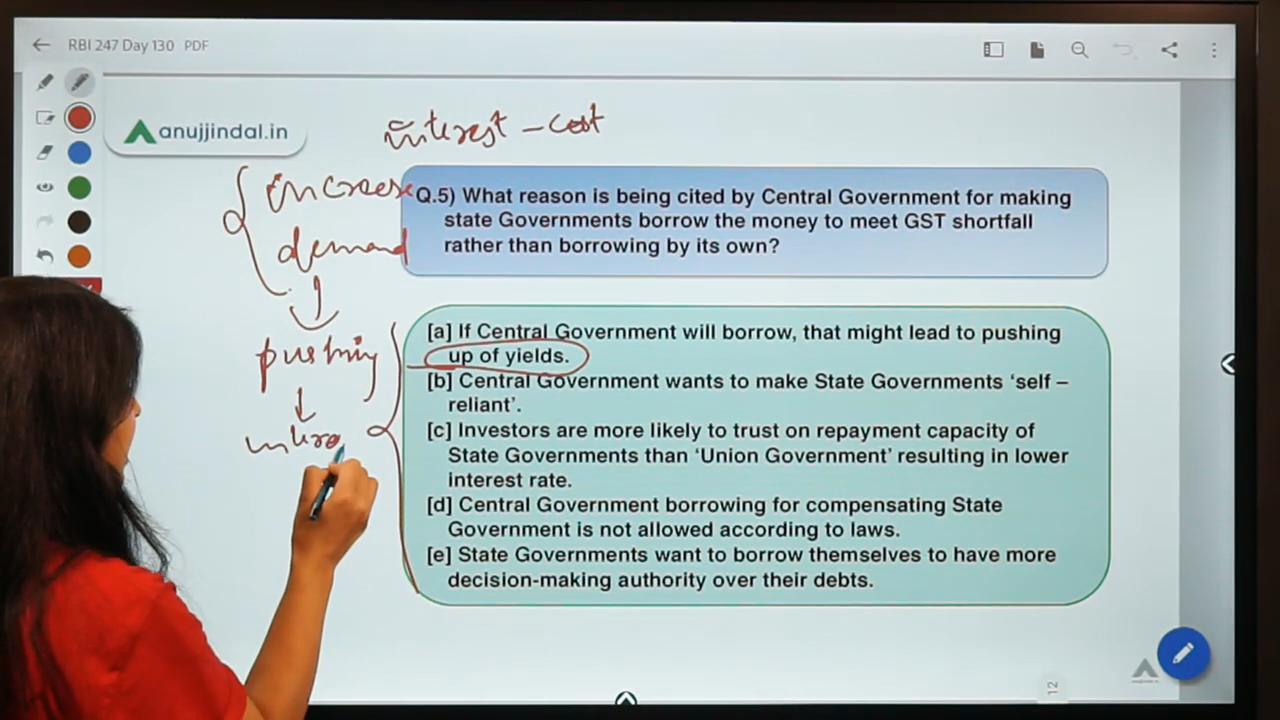 RBI 247 Day 130 PDF
anujjindal.in
interest - cost
increase
demand
Q.5) What reason is being cited by Central Government for making
state Governments borrow the money to meet GST shortfall
rather than borrowing by its own?
pushing
[a] If Central Government will borrow, that might lead to pushing
up of yields.
[b] Central Government wants to make State Governments ‘self –
reliant’.
[c] Investors are more likely to trust on repayment capacity of
State Governments than ‘Union Government’ resulting in lower
interest rate.
[d] Central Government borrowing for compensating State
Government is not allowed according to laws.
[e] State Governments want to borrow themselves to have more
decision-making authority over their debts.
12